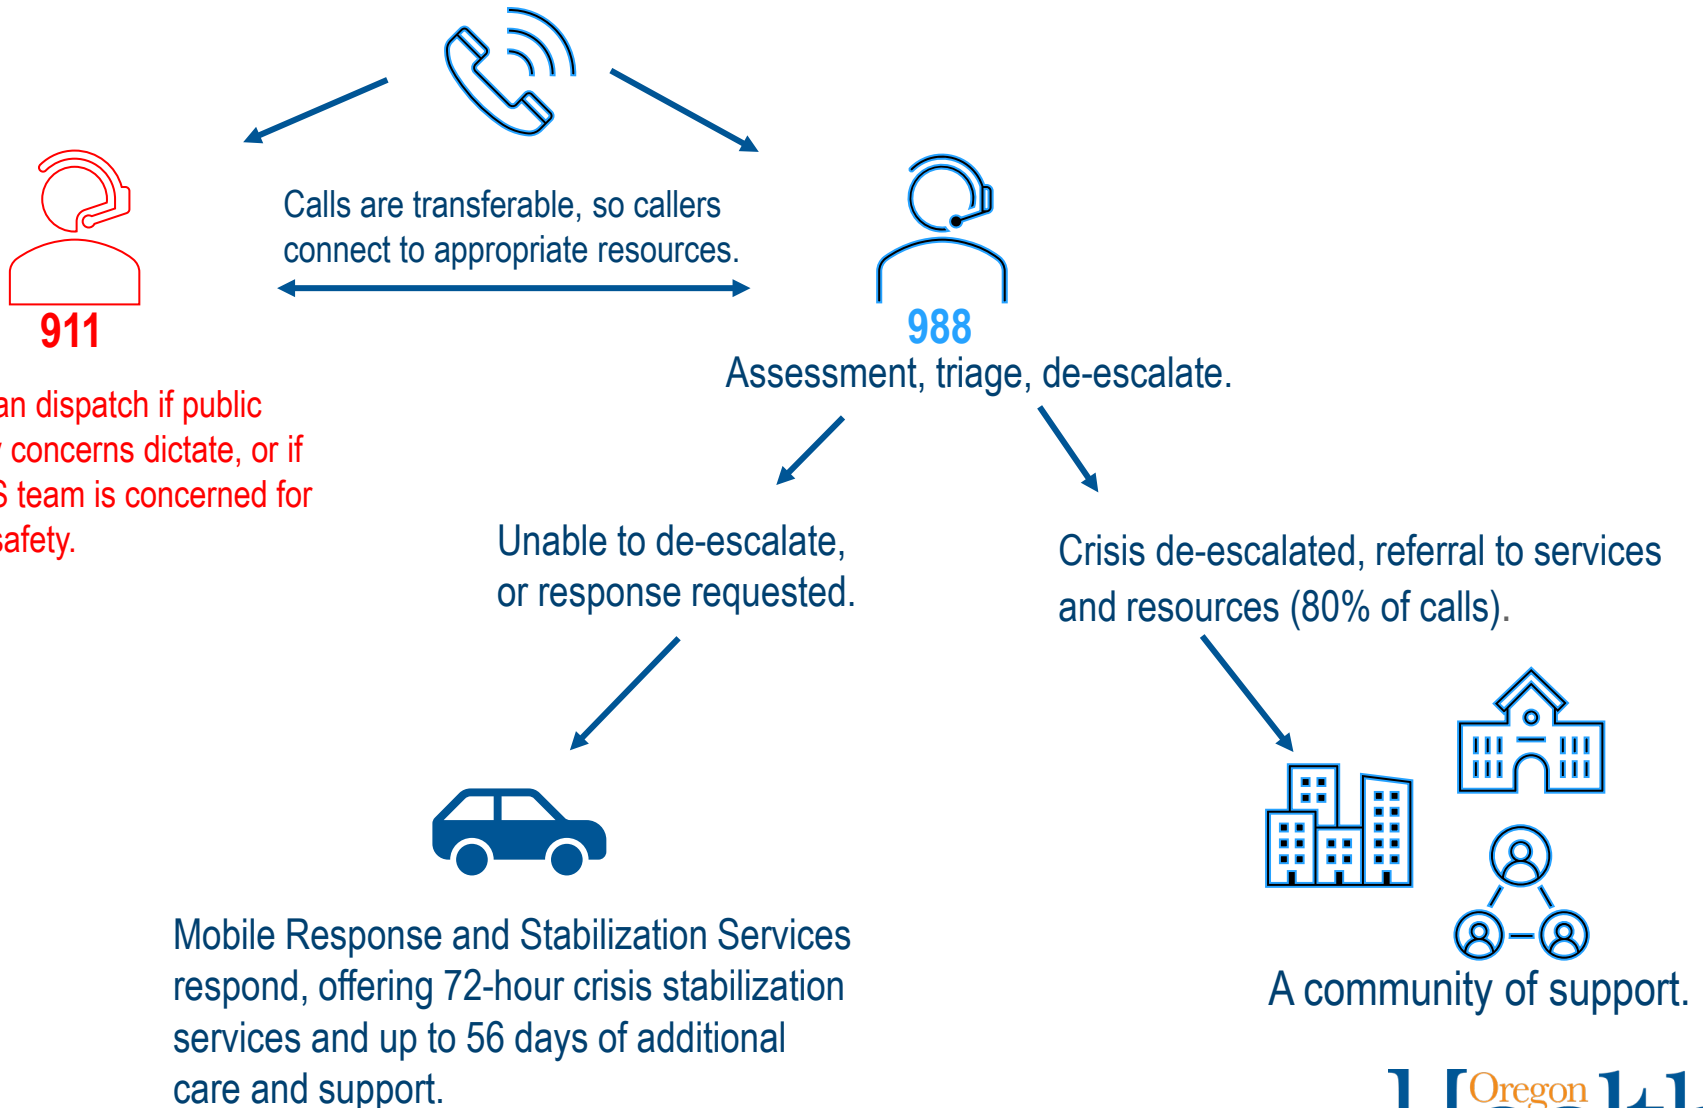 Calls are transferable, so callers
connect to appropriate resources.
911
988
Assessment, triage, de-escalate.
dispatch if public
concerns dictate, or if
team is concerned for
Unable to de-escalate,
or response requested.
Crisis de-escalated, referral to services
and resources (80% of calls).
Mobile Response and Stabilization Services
respond, offering 72-hour crisis stabilization
services and up to 56 days of additional
care and support.
A community of support.
Oregon